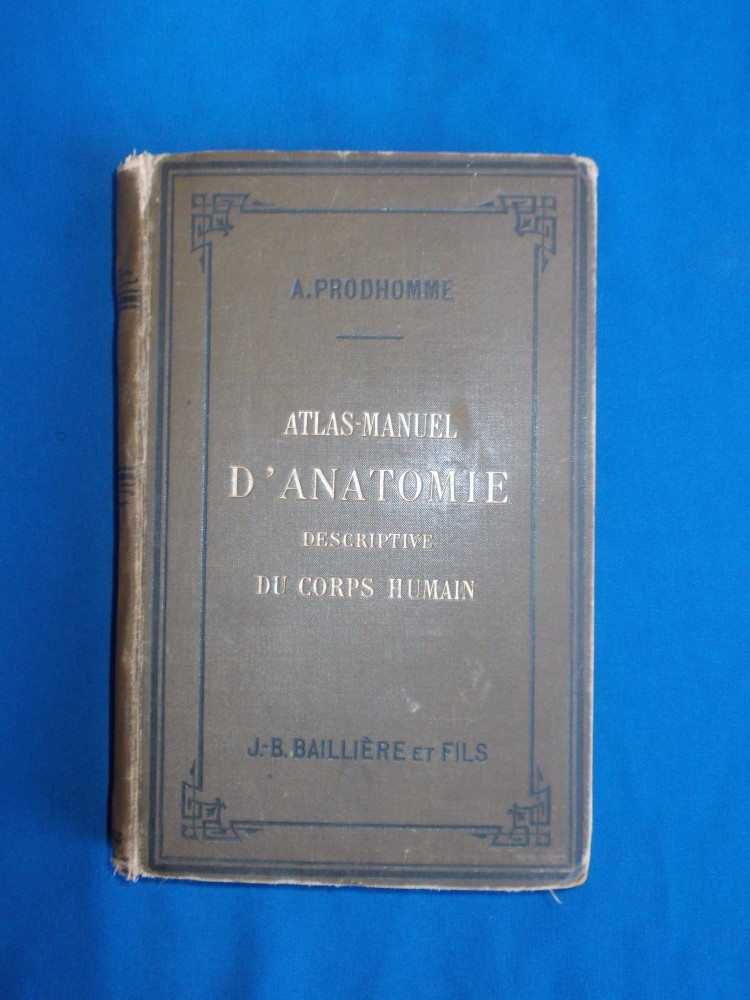 A. PRODHOMME
ATLAS-MANUEL
D'ANATOMIE
DESCRIPTIVE
DU CORPS HUMAIN
J.-B. BAILLIÈRE ET FILS